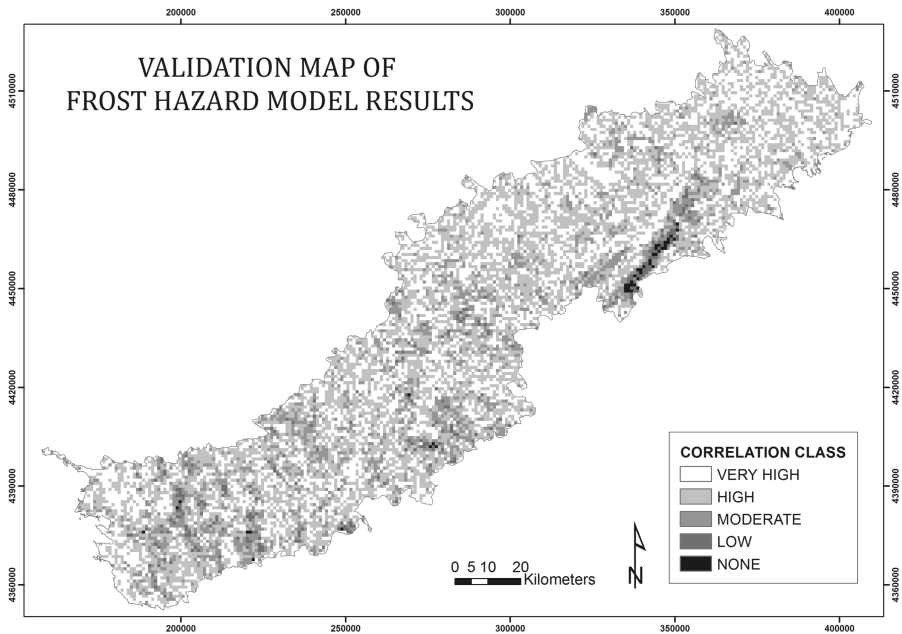 200000 250000 300000 350000 400000
VALIDATION MAP OF
FROST HAZARD MODEL RESULTS
4510000 4510000
4480000 4480000
4450000 4450000
4420000 4420000
4390000 4390000
4360000 4360000
CORRELATION CLASS
VERY HIGH
HIGH
MODERATE
LOW
NONE
0 5 10 20
Kilometers
N
200000 250000 300000 350000 400000